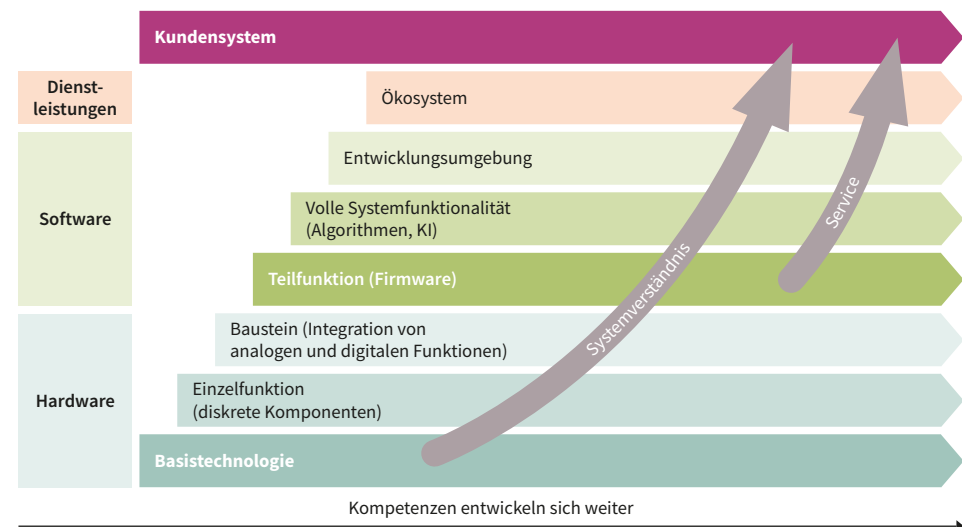 Kundensystem
Dienst-
leistungen
Ökosystem
Entwicklungsumgebung
Software
Volle Systemfunktionalität
(Algorithmen, KI)
Service
Teilfunktion (Firmware)
Systemverständnis
Baustein (Integration von
analogen und digitalen Funktionen)
Hardware
Einzelfunktion
(diskrete Komponenten)
Basistechnologie
Kompetenzen entwickeln sich weiter